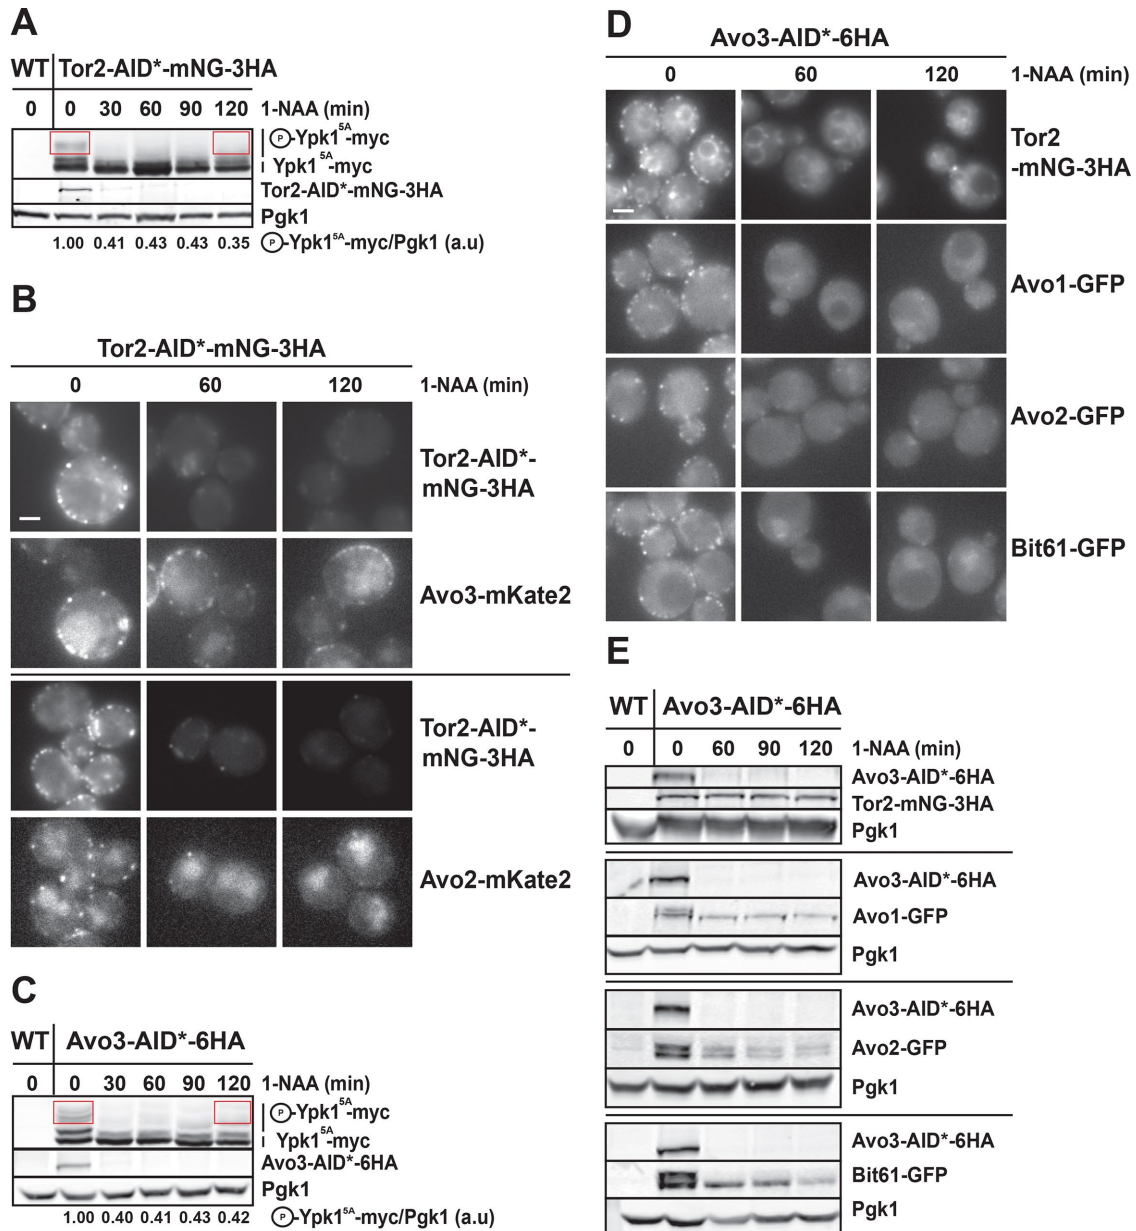 A
WT Tor2-AID*-mNG-3HA
0 0 30 60 90 120 1-NAA (min)
P-Ypk1 5A-myc
Ypk1 5A-myc
Tor2-AID*-mNG-3HA
Pgk1
1.00 0.41 0.43 0.43 0.35 P-Ypk1 5A-myc/Pgk1 (a.u)
B
Tor2-AID*-mNG-3HA
0 60 120 1-NAA (min)
Tor2-AID*-
mNG-3HA
Avo3-mKate2
Tor2-AID*-
mNG-3HA
Avo2-mKate2
C
WT Avo3-AID*-6HA
0 0 30 60 90 120 1-NAA (min)
P-Ypk1 5A-myc
Ypk1 5A-myc
Avo3-AID*-6HA
Pgk1
1.00 0.40 0.41 0.43 0.42 P-Ypk1 5A-myc/Pgk1 (a.u)
D
Avo3-AID*-6HA
0 60 120 1-NAA (min)
Tor2
-mNG-3HA
Avo1-GFP
Avo2-GFP
Bit61-GFP
E
WT Avo3-AID*-6HA
0 0 60 90 120 1-NAA (min)
Avo3-AID*-6HA
Tor2-mNG-3HA
Pgk1
Avo3-AID*-6HA
Avo1-GFP
Pgk1
Avo3-AID*-6HA
Avo2-GFP
Pgk1
Avo3-AID*-6HA
Bit61-GFP
Pgk1